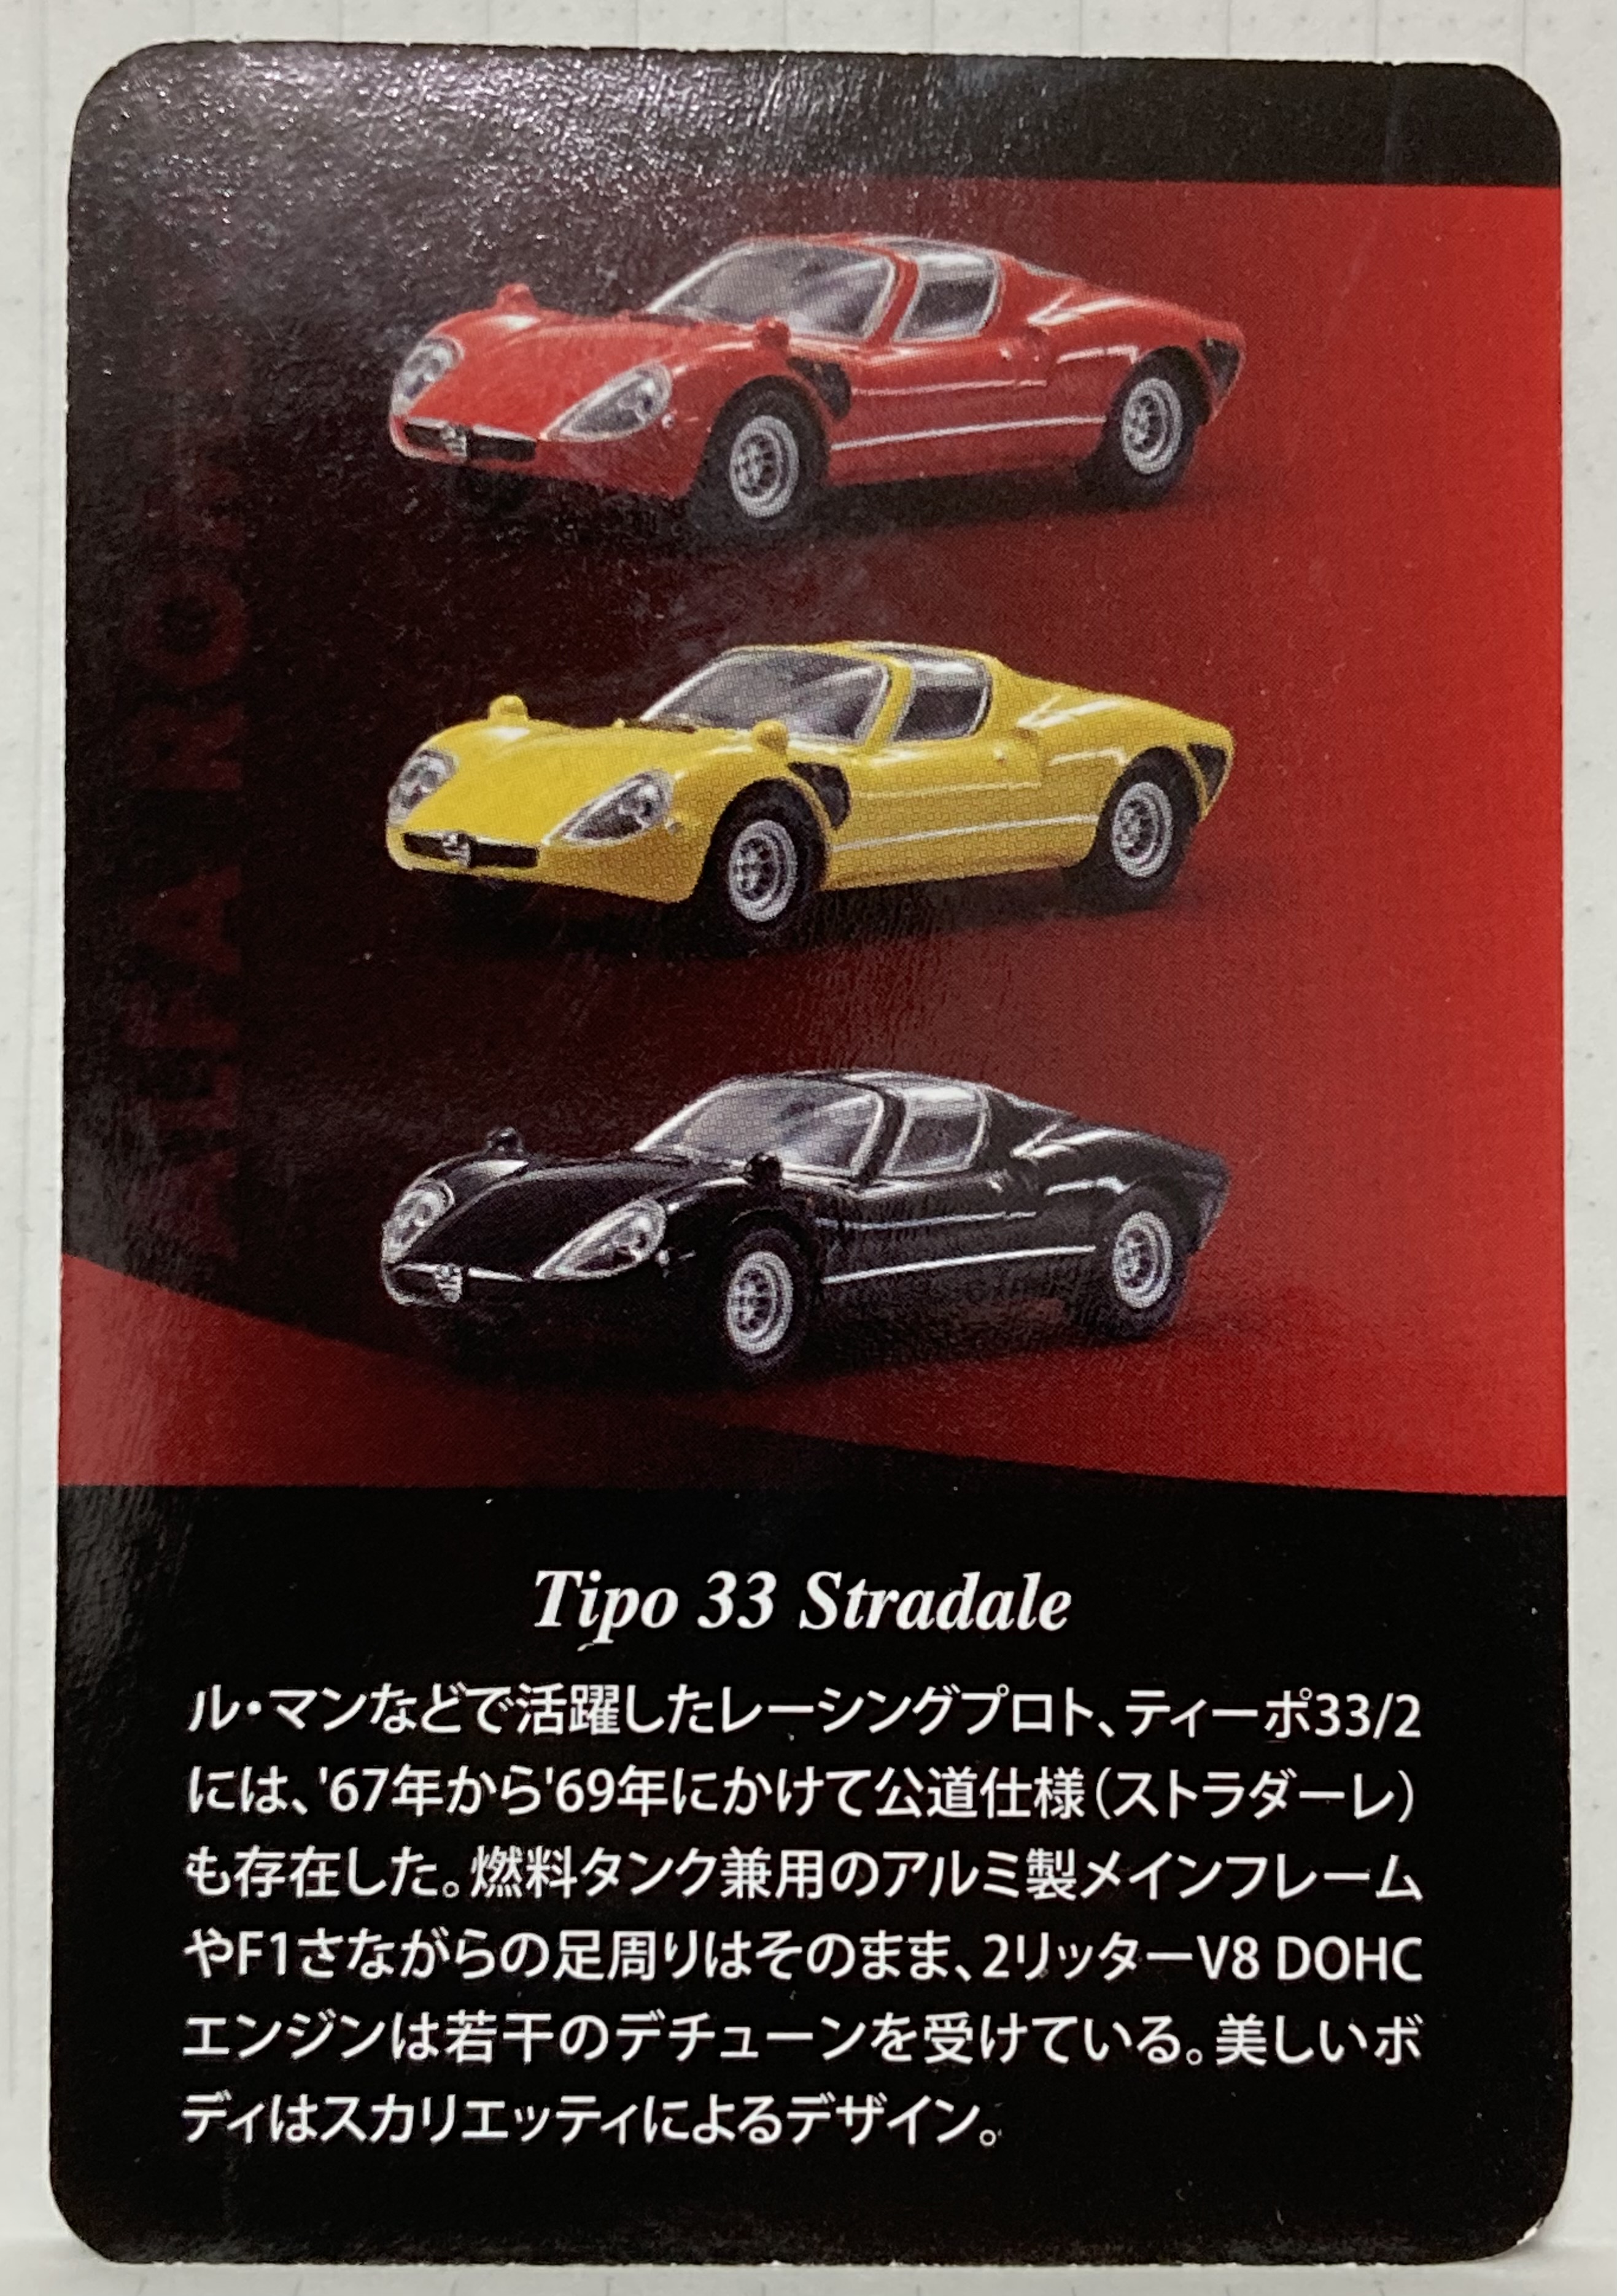 ALFA RO
Tipo 33 Stradale
ル・マンなどで活躍したレーシングプロト、ティーポ33/2
には、'67年から'69年にかけて公道仕様（ストラダーレ）
も存在した。燃料タンク兼用のアルミ製メインフレーム
やF1さながらの足周りはそのまま、2リッターV8 DOHC
エンジンは若干のデチューンを受けている。美しいボ
ディはスカリエッティによるデザイン。